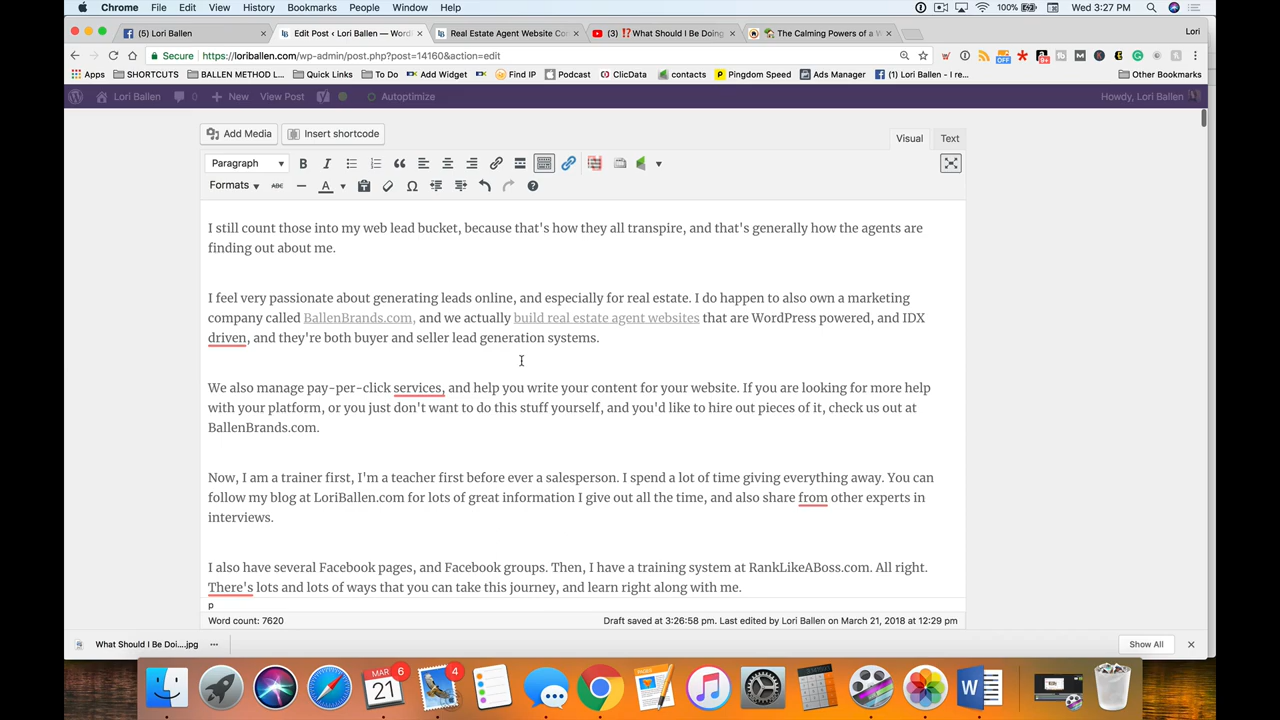 Chrome File Edit View History Bookmarks People Window Help 100% Wed 3:27 PM
(5) Lori Ballen
Edit Post ‹ Lori Ballen — Word
Real Estate Agent Website Co
(3) ⁉️What Should I Be Doing
The Calming Powers of a W
Lori
Secure https://loriballen.com/wp-admin/post.php?post=14160&action=edit
Apps SHORTCUTS BALLEN METHOD L Quick Links To Do Add Widget Find IP Podcast ClicData contacts Pingdom Speed Ads Manager (1) Lori Ballen - I re... Other Bookmarks
Lori Ballen 0 + New View Post Autoptimize Howdy, Lori Ballen
Add Media Insert shortcode
Visual Text
Paragraph B I
Formats ABC A Ω
I still count those into my web lead bucket, because that's how they all transpire, and that's generally how the agents are
finding out about me.
I feel very passionate about generating leads online, and especially for real estate. I do happen to also own a marketing
company called BallenBrands.com, and we actually build real estate agent websites that are WordPress powered, and IDX
driven, and they're both buyer and seller lead generation systems.
We also manage pay-per-click services, and help you write your content for your website. If you are looking for more help
with your platform, or you just don't want to do this stuff yourself, and you'd like to hire out pieces of it, check us out at
BallenBrands.com.
Now, I am a trainer first, I'm a teacher first before ever a salesperson. I spend a lot of time giving everything away. You can
follow my blog at LoriBallen.com for lots of great information I give out all the time, and also share from other experts in
interviews.
I also have several Facebook pages, and Facebook groups. Then, I have a training system at RankLikeABoss.com. All right.
There's lots and lots of ways that you can take this journey, and learn right along with me.
p
Word count: 7620
Draft saved at 3:26:58 pm. Last edited by Lori Ballen on March 21, 2018 at 12:29 pm
What Should I Be Doi....jpg
Show All
MAR
21
6
4
W